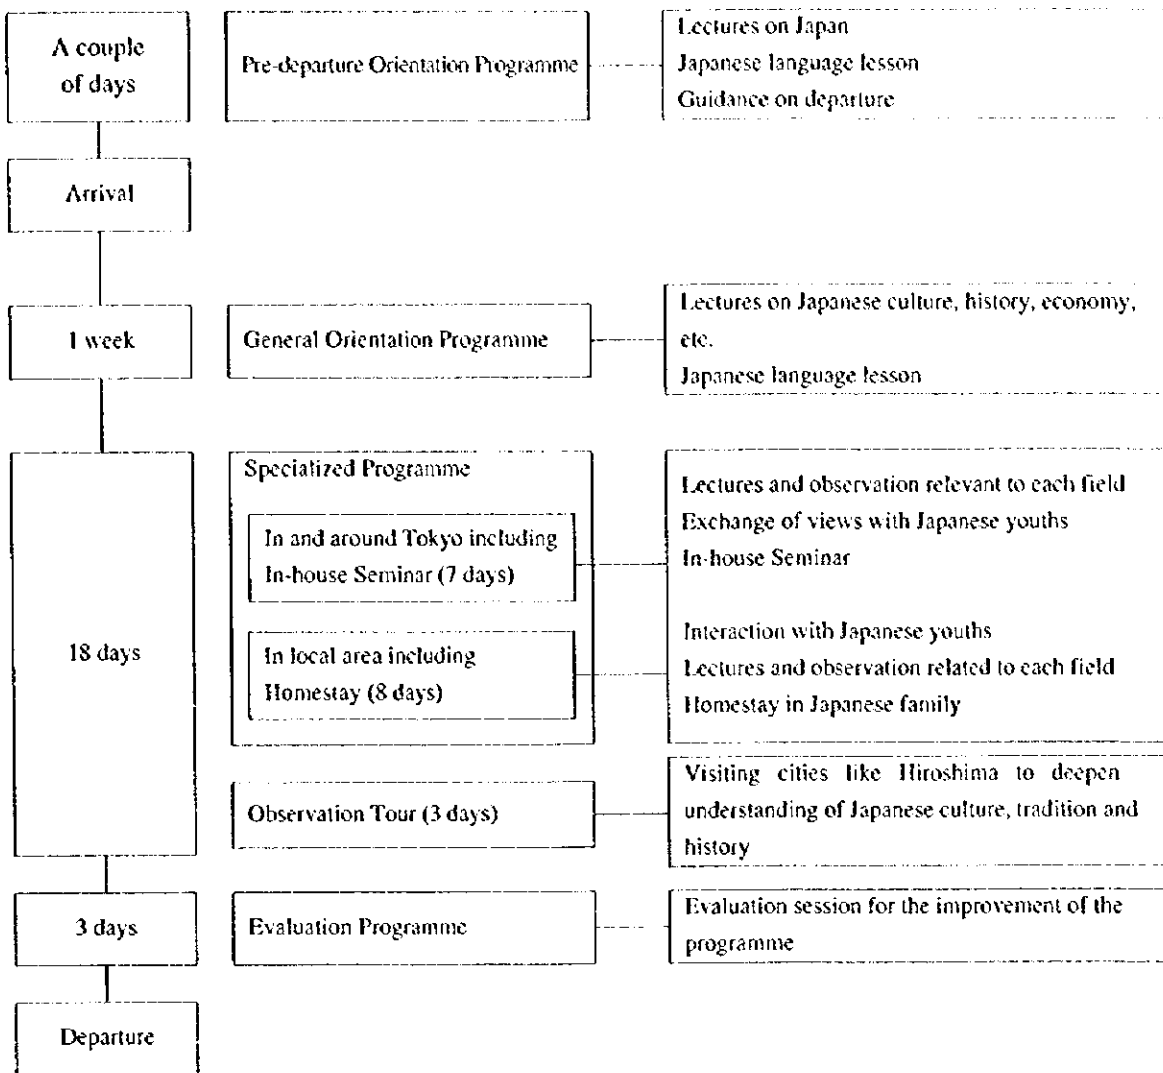 A couple
of days
Pre-departure Orientation Programme
Lectures on Japan
Japanese language lesson
Guidance on departure
Arrival
1 week
General Orientation Programme
Lectures on Japanese culture, history, economy,
etc.
Japanese language lesson
18 days
Specialized Programme
In and around Tokyo including
In-house Seminar (7 days)
Lectures and observation relevant to each field
Exchange of views with Japanese youths
In-house Seminar
In local area including
Homestay (8 days)
Interaction with Japanese youths
Lectures and observation related to each field
Homestay in Japanese family
Observation Tour (3 days)
Visiting cities like Hiroshima to deepen
understanding of Japanese culture, tradition and
history
3 days
Evaluation Programme
Evaluation session for the improvement of the
programme
Departure